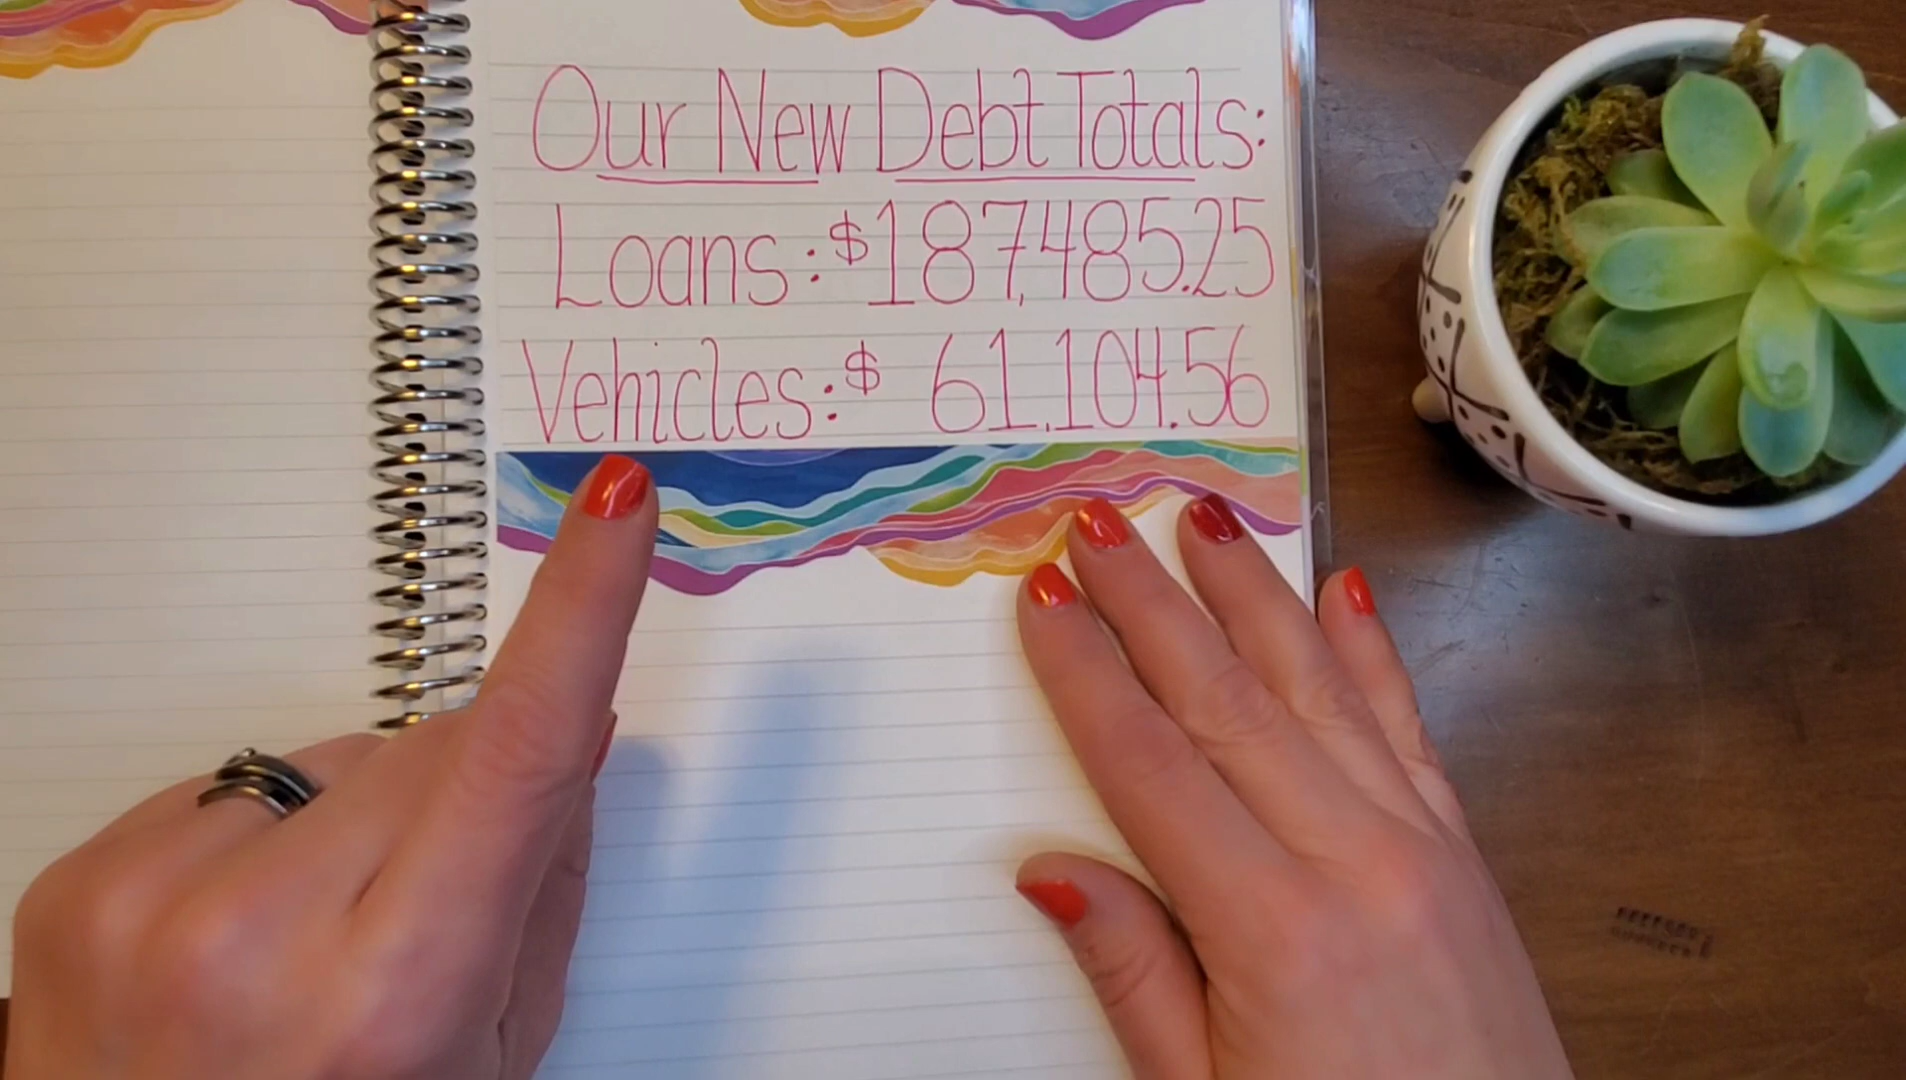 Our New Debt Totals:
Loans: $187,485.25
Vehicles: $ 61,104.56